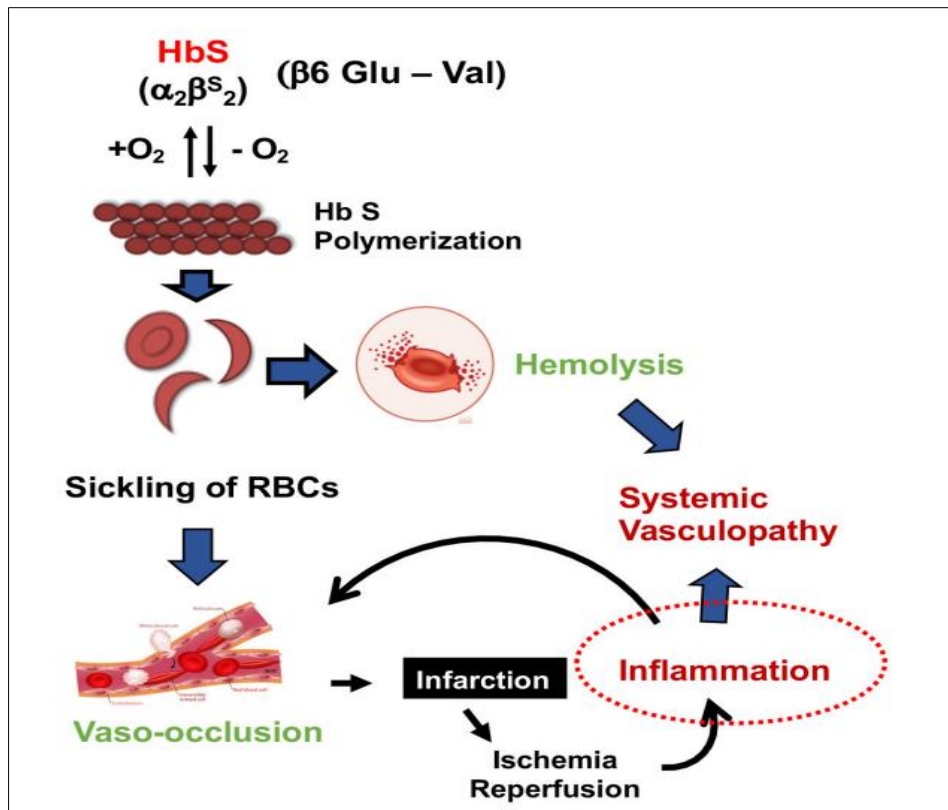 HbS
(α₂βˢ₂)
(β6 Glu – Val)
+O₂
- O₂
Hb S
Polymerization
Hemolysis
Sickling of RBCs
Systemic
Vasculopathy
Inflammation
Infarction
Vaso-occlusion
Ischemia
Reperfusion